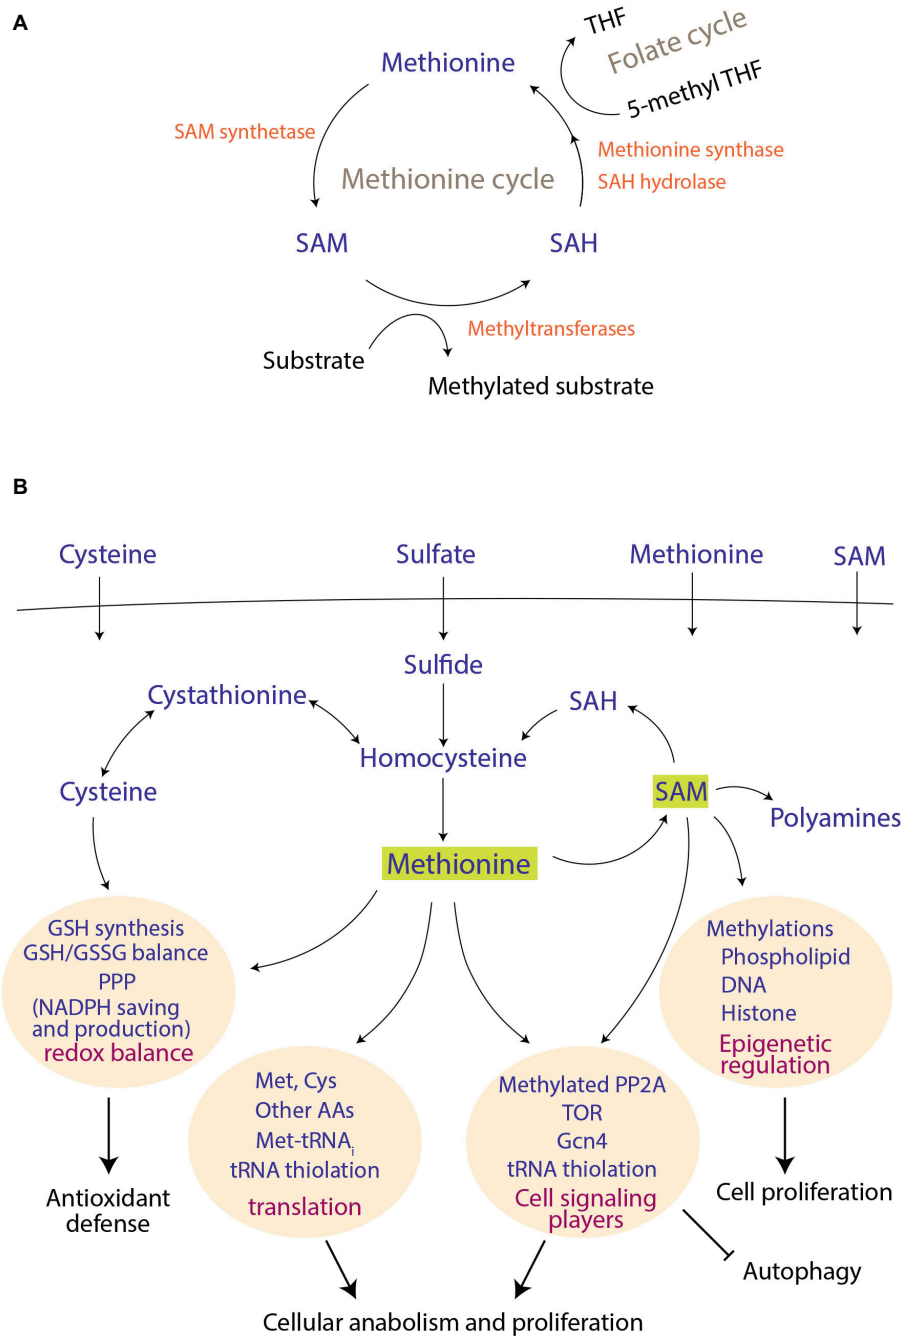 A
THF
Folate cycle
Methionine
5-methyl THF
SAM synthetase
Methionine synthase
Methionine cycle
SAH hydrolase
SAM
SAH
Methyltransferases
Substrate
Methylated substrate
B
Cysteine
Sulfate
Methionine
SAM
Sulfide
Cystathionine
SAH
Homocysteine
Cysteine
SAM
Polyamines
Methionine
GSH synthesis
GSH/GSSG balance
PPP
(NADPH saving
and production)
redox balance
Methylations
Phospholipid
DNA
Histone
Epigenetic
regulation
Met, Cys
Other AAs
Met-tRNAi
tRNA thiolation
translation
Methylated PP2A
TOR
Gcn4
tRNA thiolation
Cell signaling
players
Antioxidant
defense
Cell proliferation
Autophagy
Cellular anabolism and proliferation